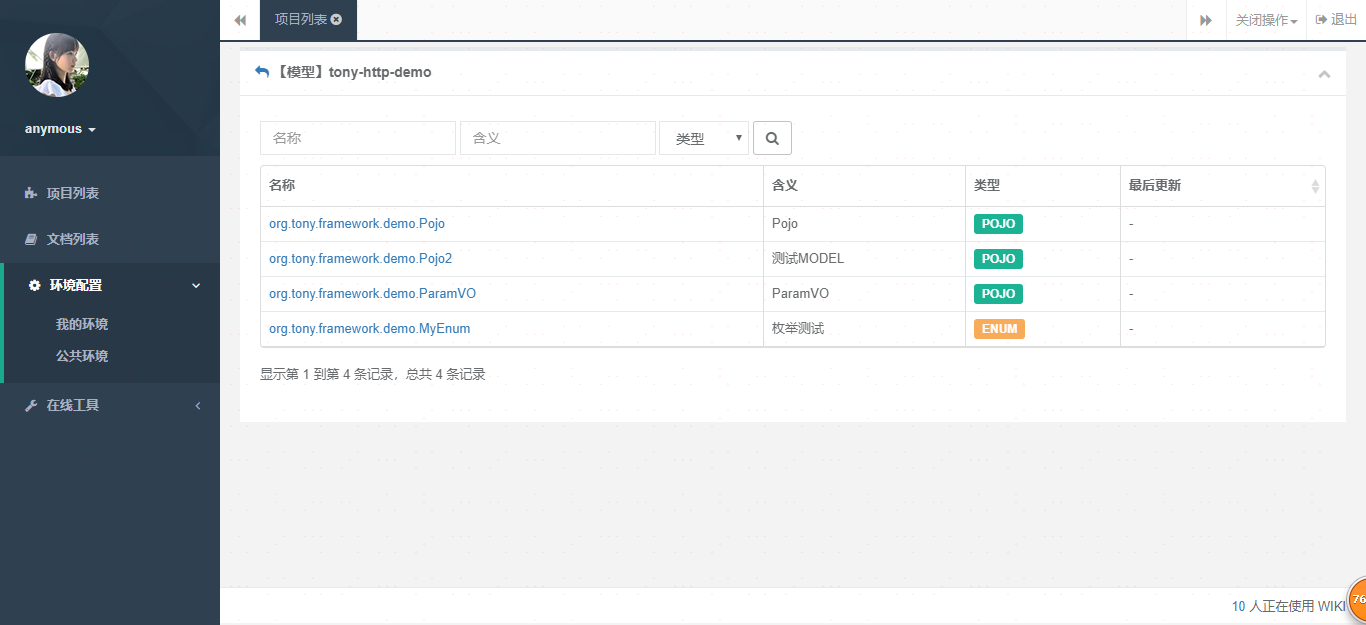 项目列表
关闭操作
退出
anymous
【模型】tony-http-demo
项目列表
文档列表
环境配置
我的环境
公共环境
在线工具
名称
含义
类型
名称 含义 类型 最后更新
org.tony.framework.demo.Pojo Pojo POJO -
org.tony.framework.demo.Pojo2 测试MODEL POJO -
org.tony.framework.demo.ParamVO ParamVO POJO -
org.tony.framework.demo.MyEnum 枚举测试 ENUM -
显示第 1 到第 4 条记录，总共 4 条记录
10 人正在使用 WIKI
76